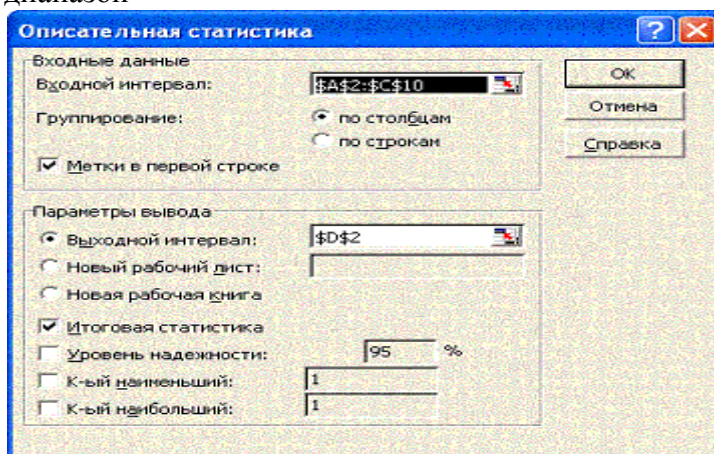 диапазон
Описательная статистика
Входные данные
Входной интервал: $A$2:$C$10
Группирование: по столбцам
по строкам
Метки в первой строке
ОК
Отмена
Справка
Параметры вывода
Выходной интервал: $D$2
Новый рабочий лист:
Новая рабочая книга
Итоговая статистика
Уровень надежности: 95 %
К-ый наименьший: 1
К-ый наибольший: 1